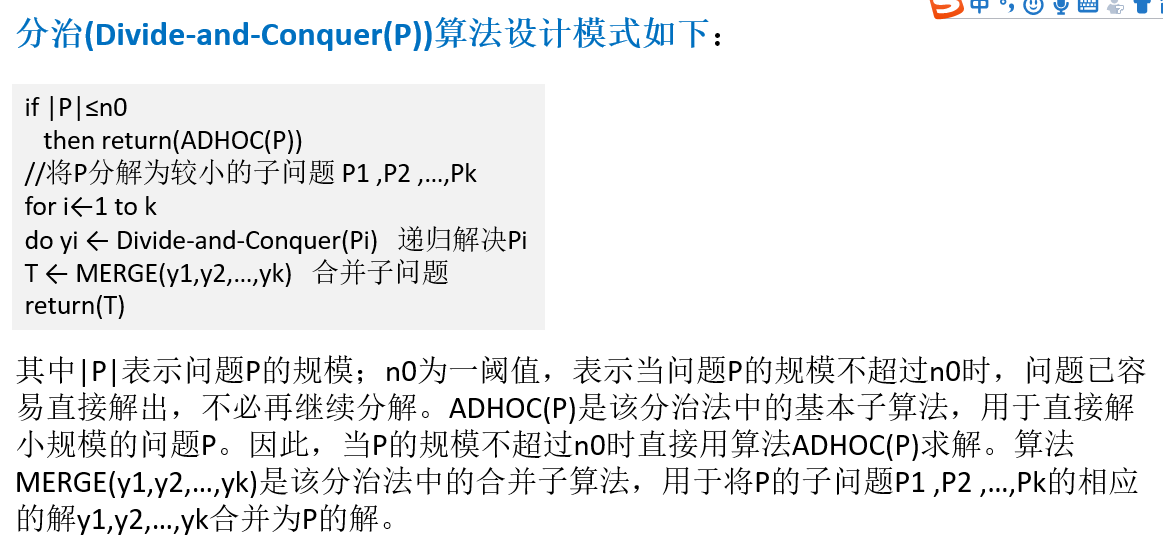 中
分治(Divide-and-Conquer(P))算法设计模式如下：
if |P|≤n0
then return(ADHOC(P))
//将P分解为较小的子问题 P1 ,P2 ,...,Pk
for i←1 to k
do yi ← Divide-and-Conquer(Pi) 递归解决Pi
T ← MERGE(y1,y2,...,yk) 合并子问题
return(T)
其中|P|表示问题P的规模；n0为一阈值，表示当问题P的规模不超过n0时，问题已容
易直接解出，不必再继续分解。ADHOC(P)是该分治法中的基本子算法，用于直接解
小规模的问题P。因此，当P的规模不超过n0时直接用算法ADHOC(P)求解。算法
MERGE(y1,y2,...,yk)是该分治法中的合并子算法，用于将P的子问题P1 ,P2 ,...,Pk的相应
的解y1,y2,...,yk合并为P的解。